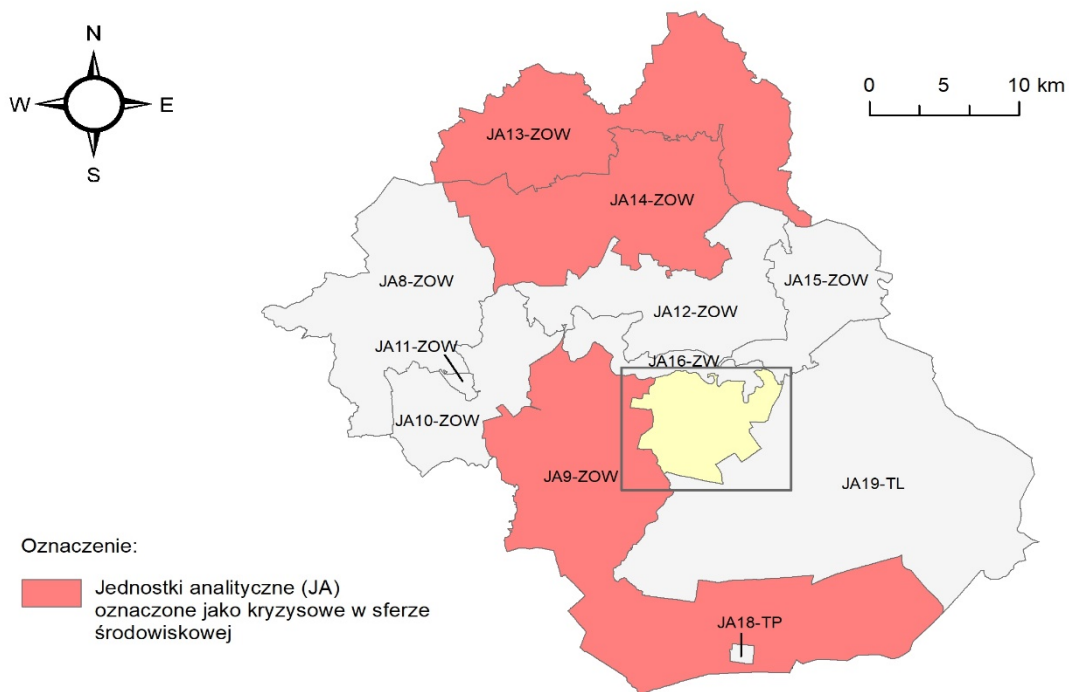 N
W E
S
0 5 10 km
JA13-ZOW
JA14-ZOW
JA8-ZOW
JA15-ZOW
JA12-ZOW
JA11-ZOW
JA16-ZW
JA10-ZOW
JA9-ZOW
JA19-TL
Oznaczenie:
Jednostki analityczne (JA)
oznaczone jako kryzysowe w sferze
środowiskowej
JA18-TP